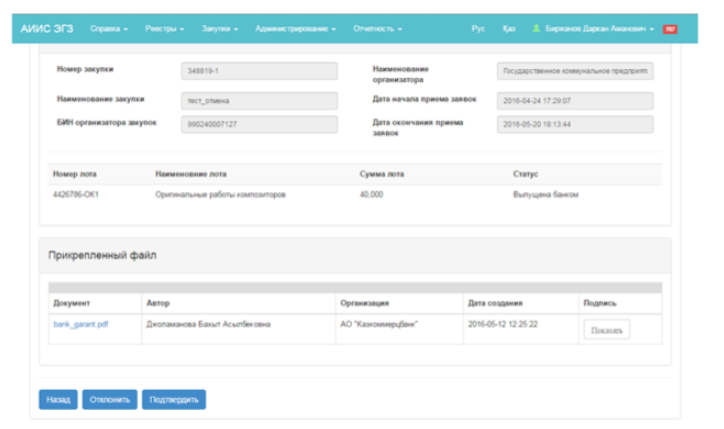 АИИС ЭГЗ Справка Реестры Закупки Администрирование Отчетность Рус Қаз Биржанов Даркан Аманович 707
Номер закупки 348819-1 Наименование организатора Государственное коммунальное предприят
Наименование закупки тест_отмена Дата начала приема заявок 2016-04-24 17:29:07
БИН организатора закупок 990240007127 Дата окончания приема заявок 2016-05-20 18:13:44
Номер лота Наименовние лота Сумма лота Статус
4426786-ОК1 Оригинальные работы композиторов 40.000 Выпущена банком
Прикрепленный файл
Документ Автор Организация Дата создания Подпись
bank_garant.pdf Джоламанова Бахыт Асылбековна АО "Казкоммерцбанк" 2016-05-12 12:25:22 Показать
Назад Отклонить Подтвердить